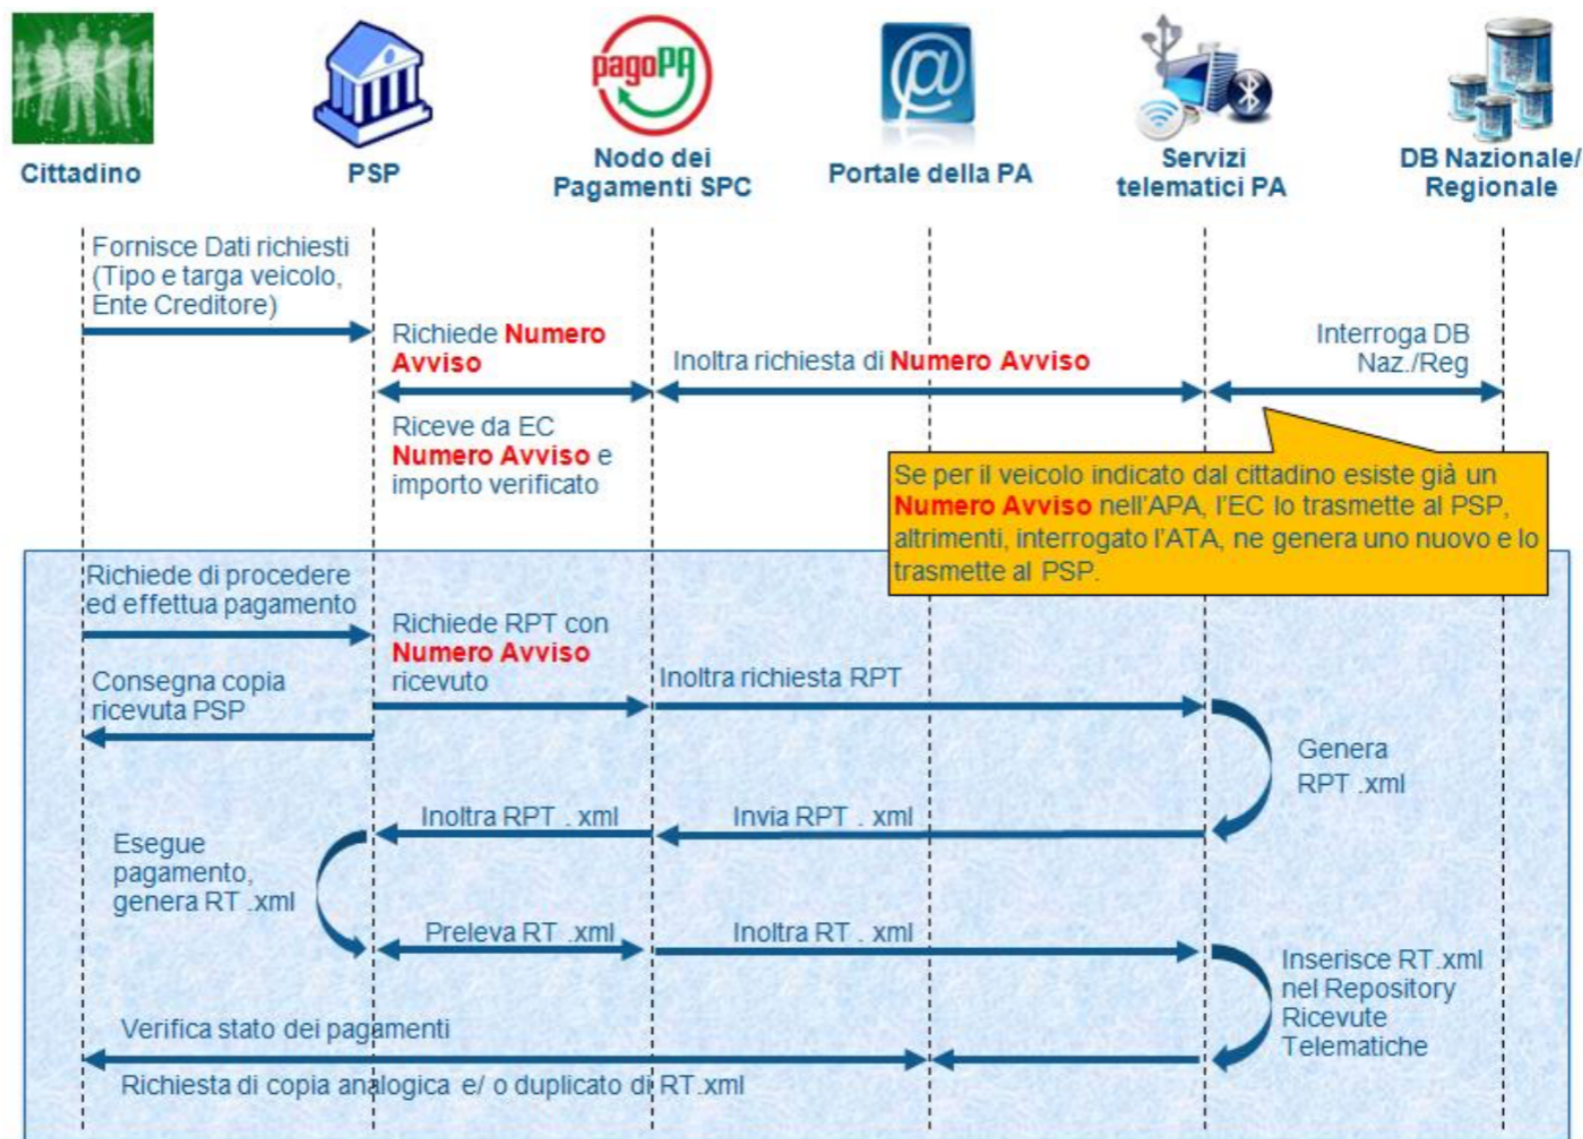 pagoPA
Cittadino
PSP
Nodo dei
Pagamenti SPC
Portale della PA
Servizi
telematici PA
DB Nazionale/
Regionale
Fornisce Dati richiesti
(Tipo e targa veicolo,
Ente Creditore)
Richiede Numero
Avviso
Inoltra richiesta di Numero Avviso
Interroga DB
Naz./Reg
Riceve da EC
Numero Avviso e
importo verificato
Se per il veicolo indicato dal cittadino esiste già un
Numero Avviso nell'APA, l'EC lo trasmette al PSP,
altrimenti, interrogato l'ATA, ne genera uno nuovo e lo
trasmette al PSP.
Richiede di procedere
ed effettua pagamento
Richiede RPT con
Numero Avviso
ricevuto
Inoltra richiesta RPT
Consegna copia
ricevuta PSP
Genera
RPT .xml
Inoltra RPT . xml
Invia RPT . xml
Esegue
pagamento,
genera RT .xml
Preleva RT .xml
Inoltra RT . xml
Inserisce RT.xml
nel Repository
Ricevute
Telematiche
Verifica stato dei pagamenti
Richiesta di copia analogica e/ o duplicato di RT.xml